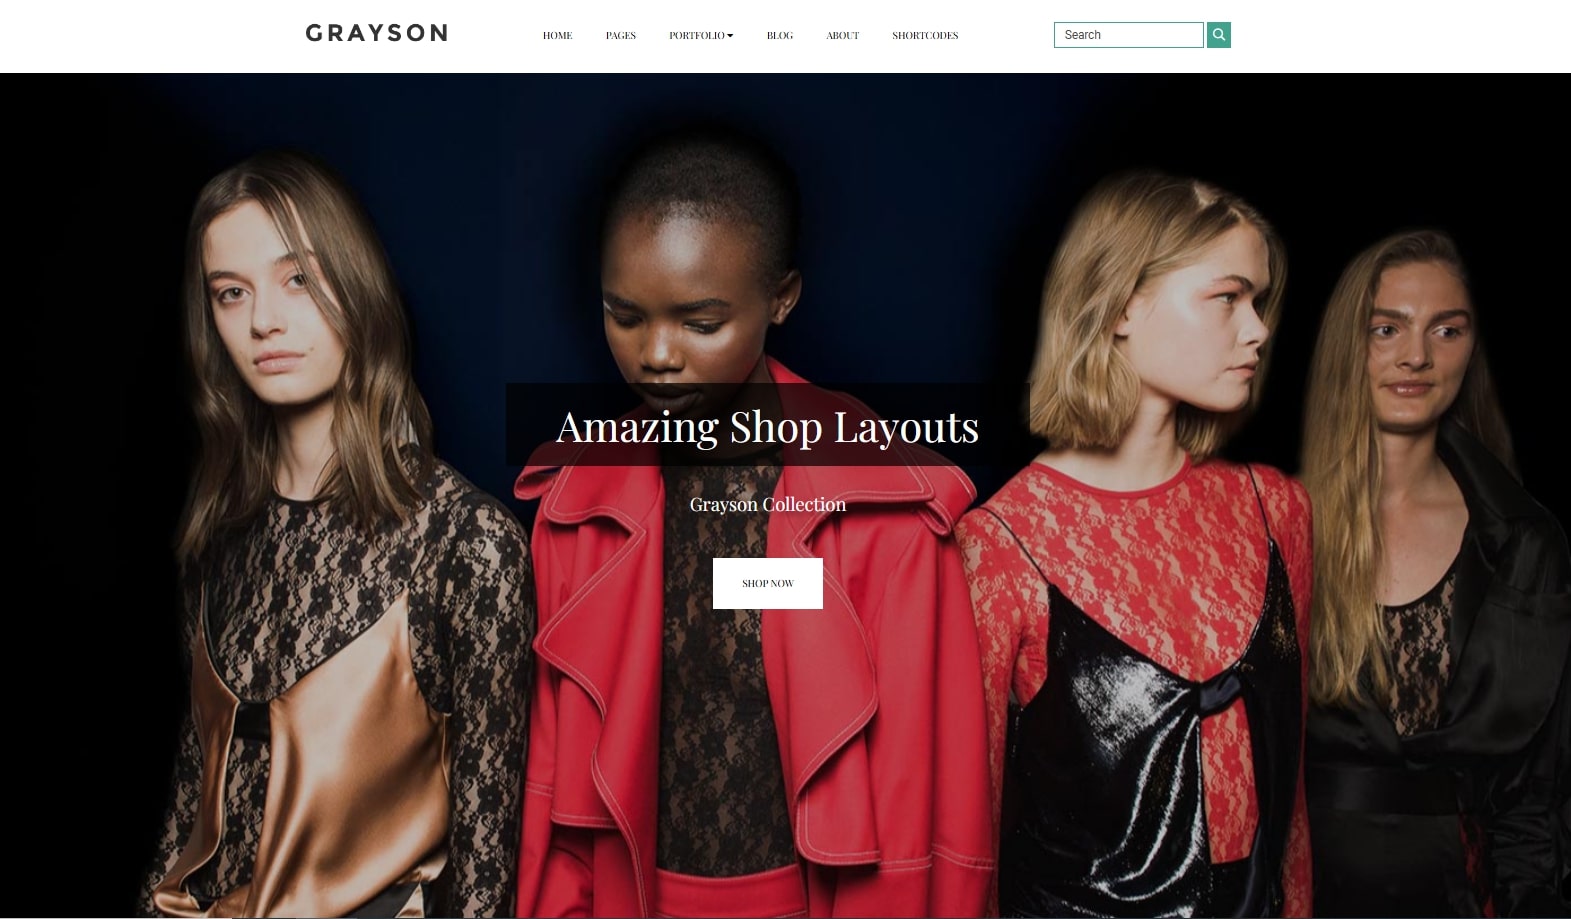 GRAYSON
HOME PAGES PORTFOLIO BLOG ABOUT SHORTCODES
Search
Amazing Shop Layouts
Grayson Collection
SHOP NOW